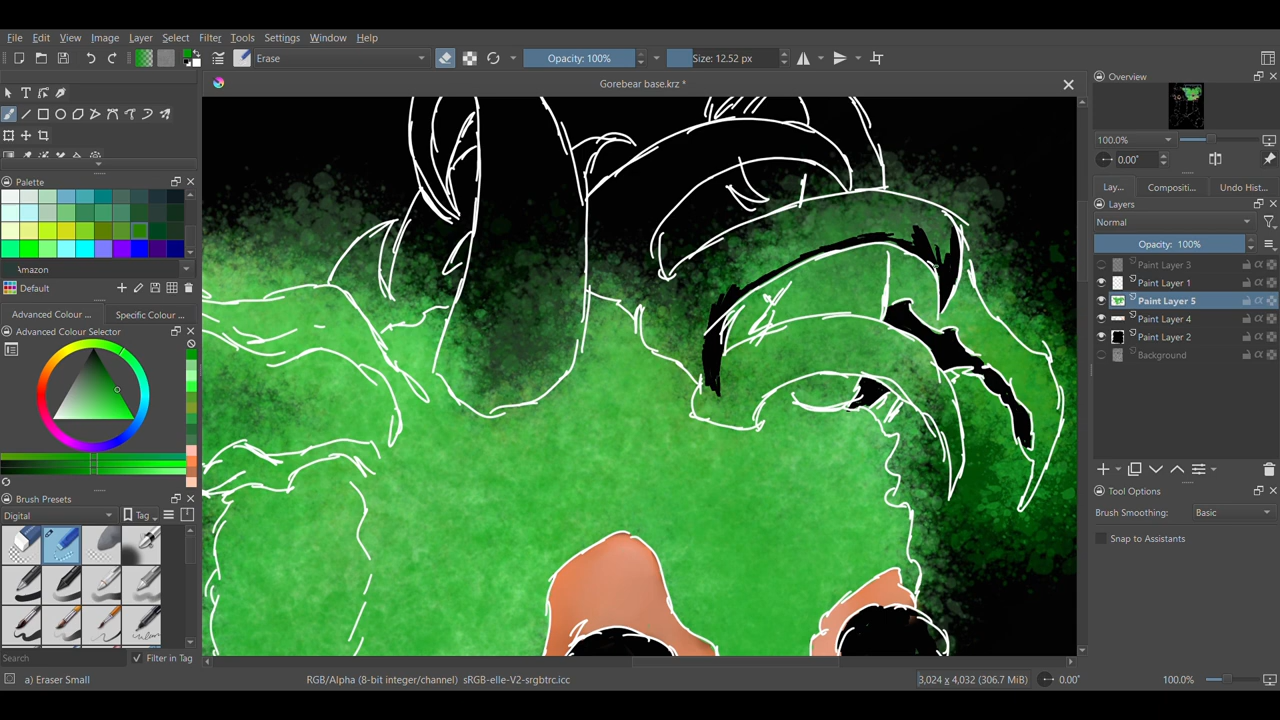 File Edit View Image Layer Select Filter Tools Settings Window Help
Erase Opacity: 100% Size: 12.52 px
Gorebear base.krz *
Overview
100.0%
0.00°
Palette
Lay... Compositi... Undo Hist...
Layers
Normal
Opacity: 100%
Paint Layer 3
Paint Layer 1
Paint Layer 5
Paint Layer 4
Paint Layer 2
Background
Amazon
Default
Advanced Colour ... Specific Colour ...
Advanced Colour Selector
Brush Presets
Digital Tag
Search Filter in Tag
Tool Options
Brush Smoothing: Basic
Snap to Assistants
a) Eraser Small RGB/Alpha (8-bit integer/channel) sRGB-elle-V2-srgbtrc.icc 3,024 x 4,032 (306.7 MiB) 0.00° 100.0%